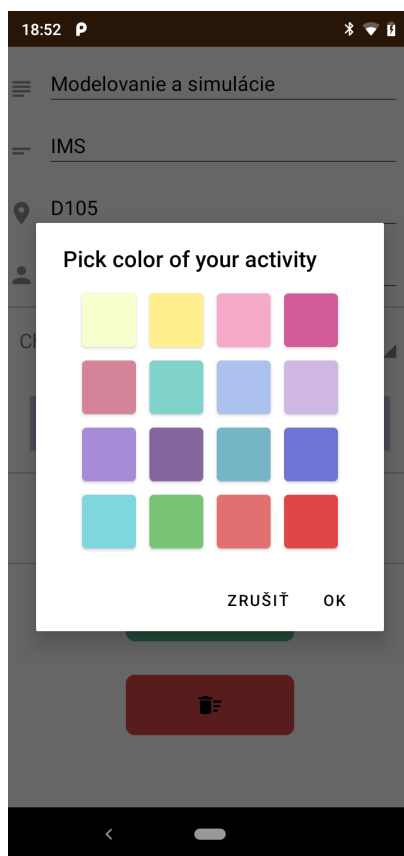 18:52
Modelovanie a simulácie
IMS
D105
Pick color of your activity
ZRUŠIŤ OK